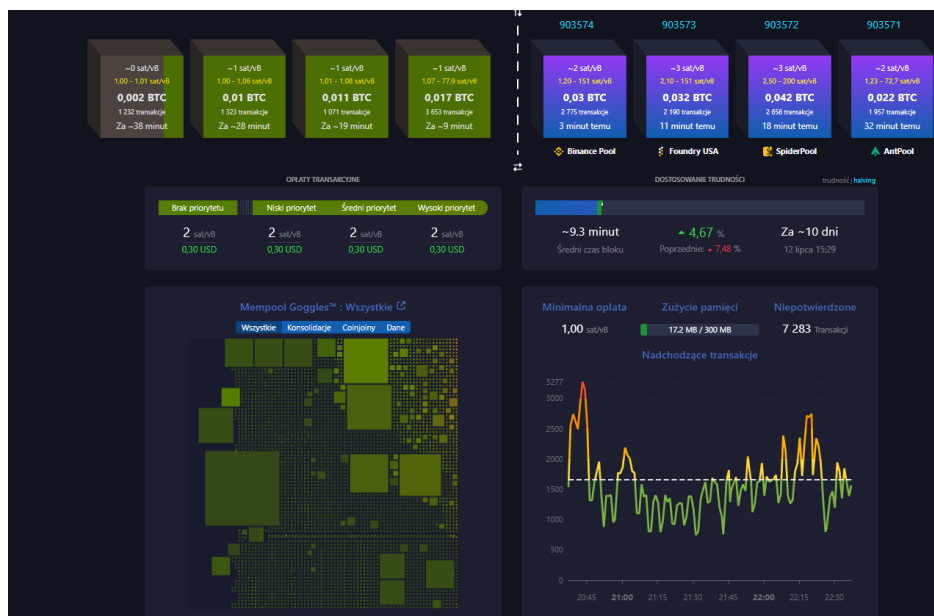 903574
903573
903572
903571
~0 sat/vB
1,00 - 1,01 sat/vB
0,002 BTC
1 232 transakcje
Za ~38 minut
~1 sat/vB
1,00 - 1,06 sat/vB
0,01 BTC
1 323 transakcje
Za ~28 minut
~1 sat/vB
1,01 - 1,08 sat/vB
0,011 BTC
1 071 transakcje
Za ~19 minut
~1 sat/vB
1,07 - 77,9 sat/vB
0,017 BTC
3 653 transakcje
Za ~9 minut
~2 sat/vB
1,20 - 151 sat/vB
0,03 BTC
2 775 transakcje
3 minut temu
Binance Pool
~3 sat/vB
2,10 - 151 sat/vB
0,032 BTC
2 190 transakcje
11 minut temu
Foundry USA
~3 sat/vB
2,50 - 200 sat/vB
0,042 BTC
2 656 transakcje
18 minut temu
SpiderPool
~2 sat/vB
1,23 - 72,7 sat/vB
0,022 BTC
1 957 transakcje
32 minut temu
AntPool
OPŁATY TRANSAKCYJNE
Brak priorytetu
Niski priorytet
Średni priorytet
Wysoki priorytet
2 sat/vB
2 sat/vB
2 sat/vB
2 sat/vB
0,30 USD
0,30 USD
0,30 USD
0,30 USD
DOSTOSOWANIE TRUDNOŚCI
trudność | halving
~9.3 minut
4,67 %
Za ~10 dni
Średni czas bloku
Poprzednie: 7,48 %
12 lipca 15:29
Mempool Goggles™ : Wszystkie
Wszystkie
Konsolidacje
Coinjoiny
Dane
Minimalna opłata
Zużycie pamięci
Niepotwierdzone
1,00 sat/vB
17.2 MB / 300 MB
7 283 Transakcji
Nadchodzące transakcje
3277
3000
2500
2000
1500
1000
500
0
20:45
21:00
21:15
21:30
21:45
22:00
22:15
22:30